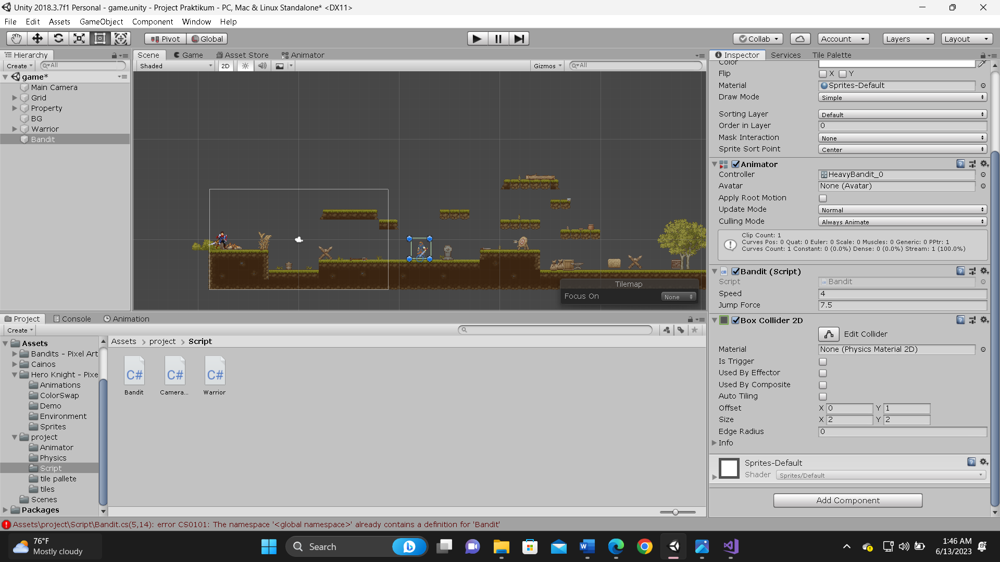 Unity 2018.3.7f1 Personal - game.unity - Project Praktikum - PC, Mac & Linux Standalone* <DX11>
File Edit Assets GameObject Component Window Help
Pivot Global Collab Account Layers Layout
Hierarchy
Create All
game*
Main Camera
Grid
Property
BG
Warrior
Bandit
Scene Game Asset Store Animator
Shaded 2D Gizmos All
Tilemap
Focus On None
Inspector Services Tile Palette
Color
Flip X Y
Material Sprites-Default
Draw Mode Simple
Sorting Layer Default
Order in Layer 0
Mask Interaction None
Sprite Sort Point Center
Animator
Controller HeavyBandit_0
Avatar None (Avatar)
Apply Root Motion
Update Mode Normal
Culling Mode Always Animate
Clip Count: 1
Curves Pos: 0 Quat: 0 Euler: 0 Scale: 0 Muscles: 0 Generic: 0 PPtr: 1
Curves Count: 1 Constant: 0 (0.0%) Dense: 0 (0.0%) Stream: 1 (100.0%)
Bandit (Script)
Script Bandit
Speed 4
Jump Force 7.5
Box Collider 2D
Edit Collider
Material None (Physics Material 2D)
Is Trigger
Used By Effector
Used By Composite
Auto Tiling
Offset X 0 Y 1
Size X 2 Y 2
Edge Radius 0
Info
Sprites-Default
Shader Sprites/Default
Add Component
Project Console Animation
Create
Assets
Bandits - Pixel Art
Cainos
Hero Knight - Pixe
Animations
ColorSwap
Demo
Environment
Sprites
project
Animator
Physics
Script
tile pallete
tiles
Scenes
Packages
Assets project Script
C# C# C#
Bandit Camera... Warrior
Assets\project\Script\Bandit.cs(5,14): error CS0101: The namespace '<global namespace>' already contains a definition for 'Bandit'
76°F
Mostly cloudy
Search
1:46 AM
6/13/2023